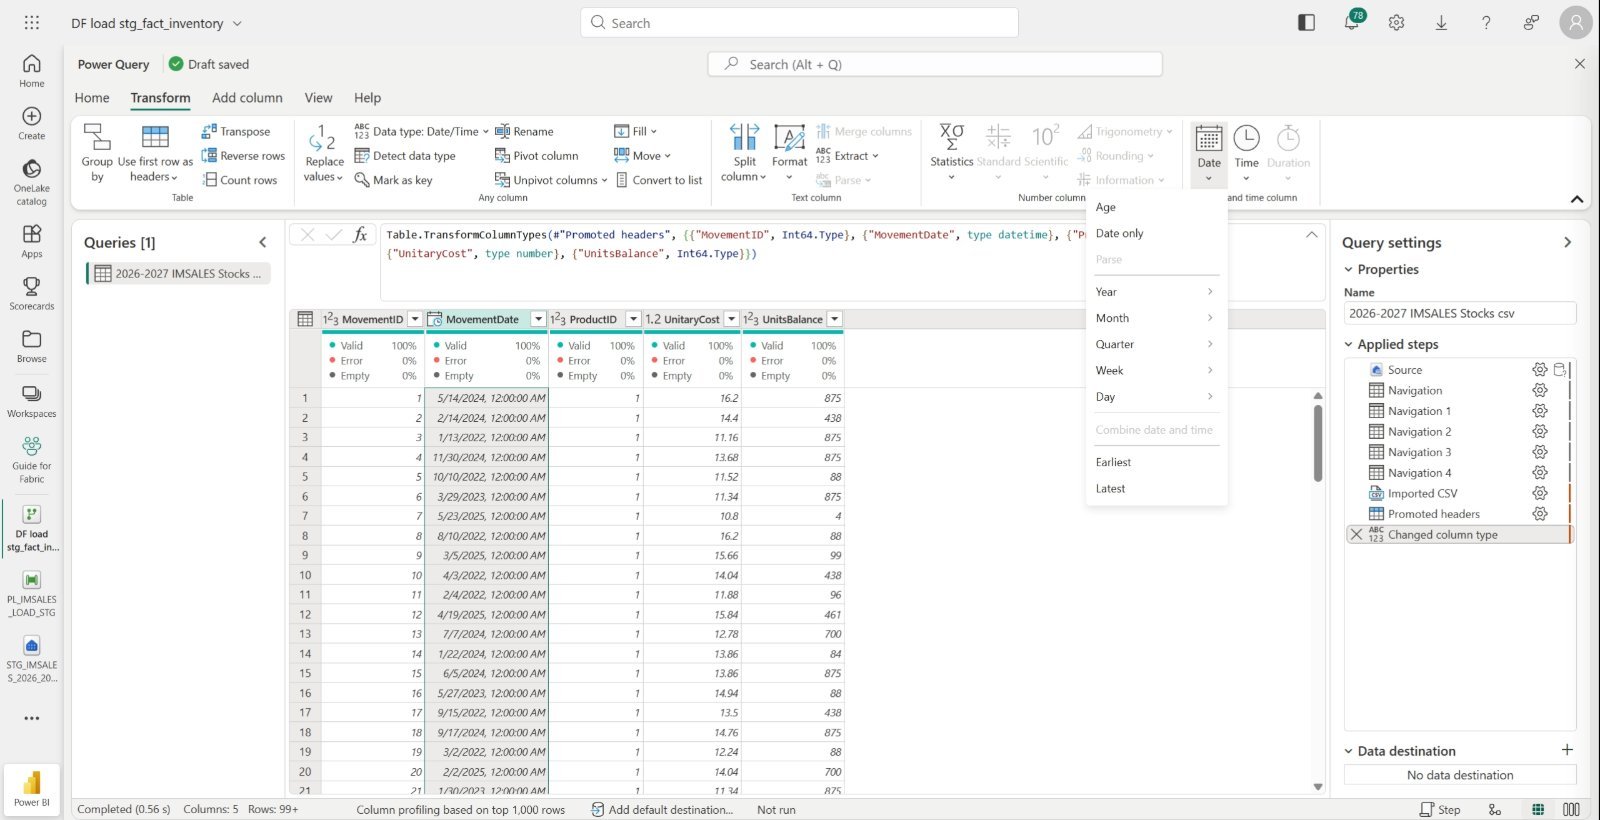 DF load stg_fact_inventory
Search
78
Power Query
Draft saved
Search (Alt + Q)
Home
Transform
Add column
View
Help
Group by
Use first row as headers
Transpose
Reverse rows
Count rows
Table
Replace values
Data type: Date/Time
Detect data type
Mark as key
Rename
Pivot column
Unpivot columns
Fill
Move
Convert to list
Any column
Split column
Format
Merge columns
Extract
Parse
Text column
Statistics
Standard
Scientific
Trigonometry
Rounding
Information
Number column
Date
Time
Duration
and time column
Age
Date only
Parse
Year
Month
Quarter
Week
Day
Combine date and time
Earliest
Latest
Home
Create
OneLake catalog
Apps
Scorecards
Browse
Workspaces
Guide for Fabric
DF load stg_fact_in...
PL_IMSALES_LOAD_STG
STG_IMSALES_2026_20...
Power BI
Queries [1]
2026-2027 IMSALES Stocks ...
fx
Table.TransformColumnTypes(#"Promoted headers", {{"MovementID", Int64.Type}, {"MovementDate", type datetime}, {"P
{"UnitaryCost", type number}, {"UnitsBalance", Int64.Type}})
MovementID MovementDate ProductID UnitaryCost UnitsBalance
Valid 100% Valid 100% Valid 100% Valid 100% Valid 100%
Error 0% Error 0% Error 0% Error 0% Error 0%
Empty 0% Empty 0% Empty 0% Empty 0% Empty 0%
1 1 5/14/2024, 12:00:00 AM 1 16.2 875
2 2 2/14/2024, 12:00:00 AM 1 14.4 438
3 3 1/13/2022, 12:00:00 AM 1 11.16 875
4 4 11/30/2024, 12:00:00 AM 1 13.68 875
5 5 10/10/2022, 12:00:00 AM 1 11.52 88
6 6 3/29/2023, 12:00:00 AM 1 11.34 875
7 7 5/23/2025, 12:00:00 AM 1 10.8 4
8 8 8/10/2022, 12:00:00 AM 1 16.2 88
9 9 3/5/2025, 12:00:00 AM 1 15.66 99
10 10 4/3/2022, 12:00:00 AM 1 14.04 438
11 11 2/4/2022, 12:00:00 AM 1 11.88 96
12 12 4/19/2025, 12:00:00 AM 1 15.84 461
13 13 7/7/2024, 12:00:00 AM 1 12.78 700
14 14 1/22/2024, 12:00:00 AM 1 13.86 84
15 15 6/5/2024, 12:00:00 AM 1 13.86 875
16 16 5/27/2023, 12:00:00 AM 1 14.94 88
17 17 9/15/2022, 12:00:00 AM 1 13.5 438
18 18 9/17/2024, 12:00:00 AM 1 14.76 875
19 19 3/2/2022, 12:00:00 AM 1 12.24 88
20 20 2/2/2025, 12:00:00 AM 1 14.04 700
21 21 1/30/2023, 12:00:00 AM 1 11.34 875
Query settings
Properties
Name
2026-2027 IMSALES Stocks csv
Applied steps
Source
Navigation
Navigation 1
Navigation 2
Navigation 3
Navigation 4
Imported CSV
Promoted headers
Changed column type
Data destination
No data destination
Completed (0.56 s) Columns: 5 Rows: 99+
Column profiling based on top 1,000 rows
Add default destination...
Not run
Step